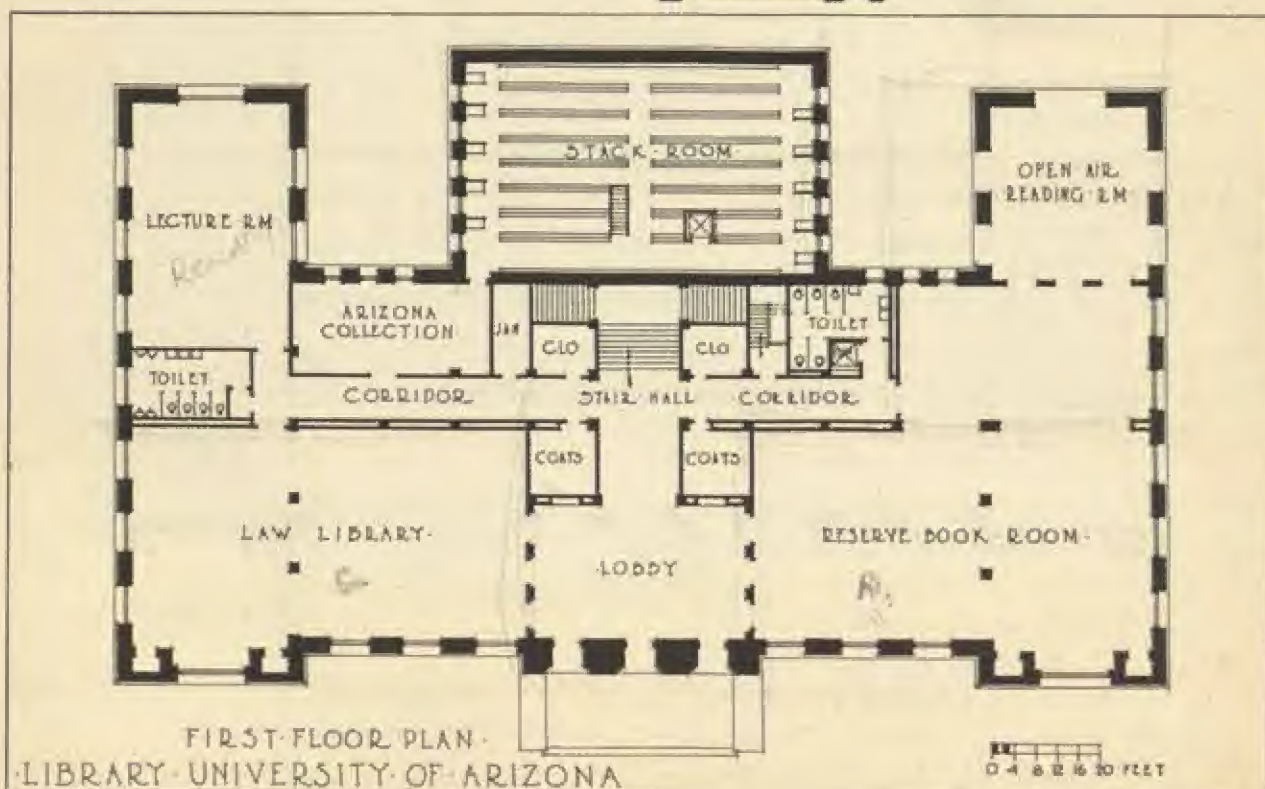 STACK·ROOM
OPEN AIR
READING·RM
LECTURE·RM
Reading
ARIZONA
COLLECTION
JAN
CLO
CLO
TOILET
TOILET
CORRIDOR
STAIR HALL
CORRIDOR
COATS
COATS
LAW LIBRARY·
RESERVE·BOOK·ROOM·
·LOBBY
R.
FIRST·FLOOR PLAN·
·LIBRARY·UNIVERSITY·OF·ARIZONA
0 4 8 12 16 20 FEET